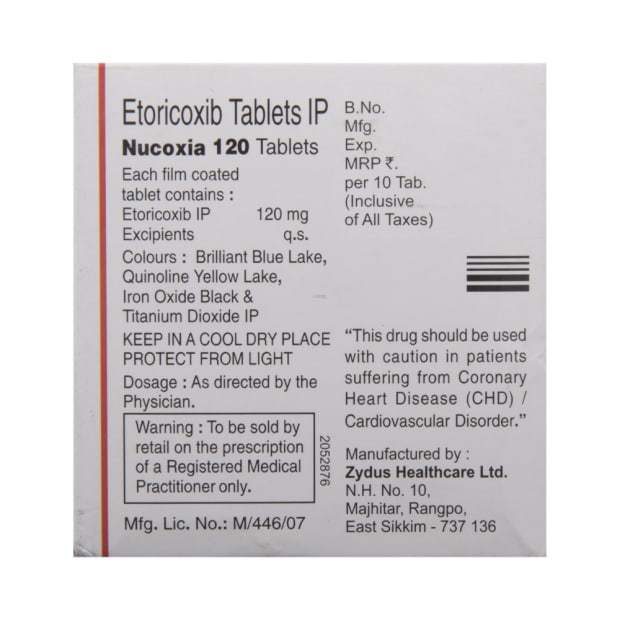 Etoricoxib Tablets IP
Nucoxia 120 Tablets
Each film coated
tablet contains :
Etoricoxib IP 120 mg
Excipients q.s.
Colours : Brilliant Blue Lake,
Quinoline Yellow Lake,
Iron Oxide Black &
Titanium Dioxide IP
KEEP IN A COOL DRY PLACE
PROTECT FROM LIGHT
Dosage : As directed by the
Physician.
Warning : To be sold by
retail on the prescription
of a Registered Medical
Practitioner only.
2052876
Mfg. Lic. No.: M/446/07
B.No.
Mfg.
Exp.
MRP ₹.
per 10 Tab.
(Inclusive
of All Taxes)
“This drug should be used
with caution in patients
suffering from Coronary
Heart Disease (CHD) /
Cardiovascular Disorder.”
Manufactured by :
Zydus Healthcare Ltd.
N.H. No. 10,
Majhitar, Rangpo,
East Sikkim - 737 136